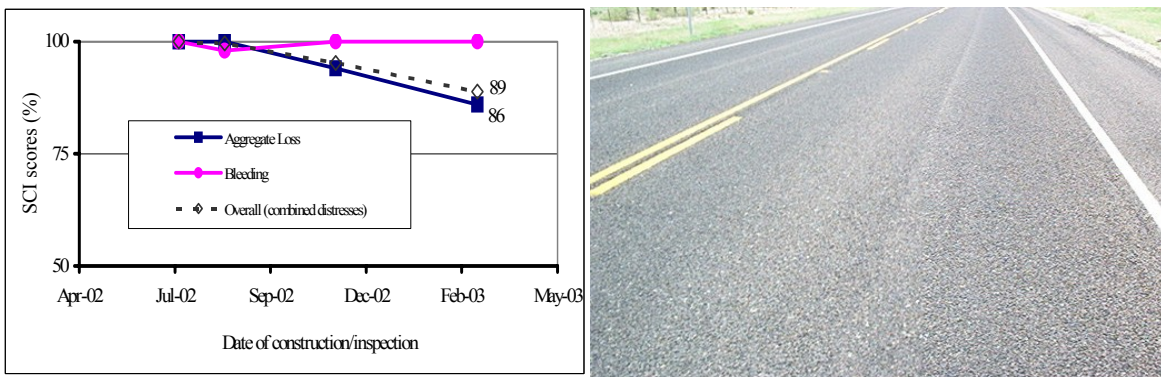 SCI scores (%)
100
75
50
89
86
Aggregate Loss
Bleeding
Overall (combined distresses)
Apr-02 Jul-02 Sep-02 Dec-02 Feb-03 May-03
Date of construction/inspection